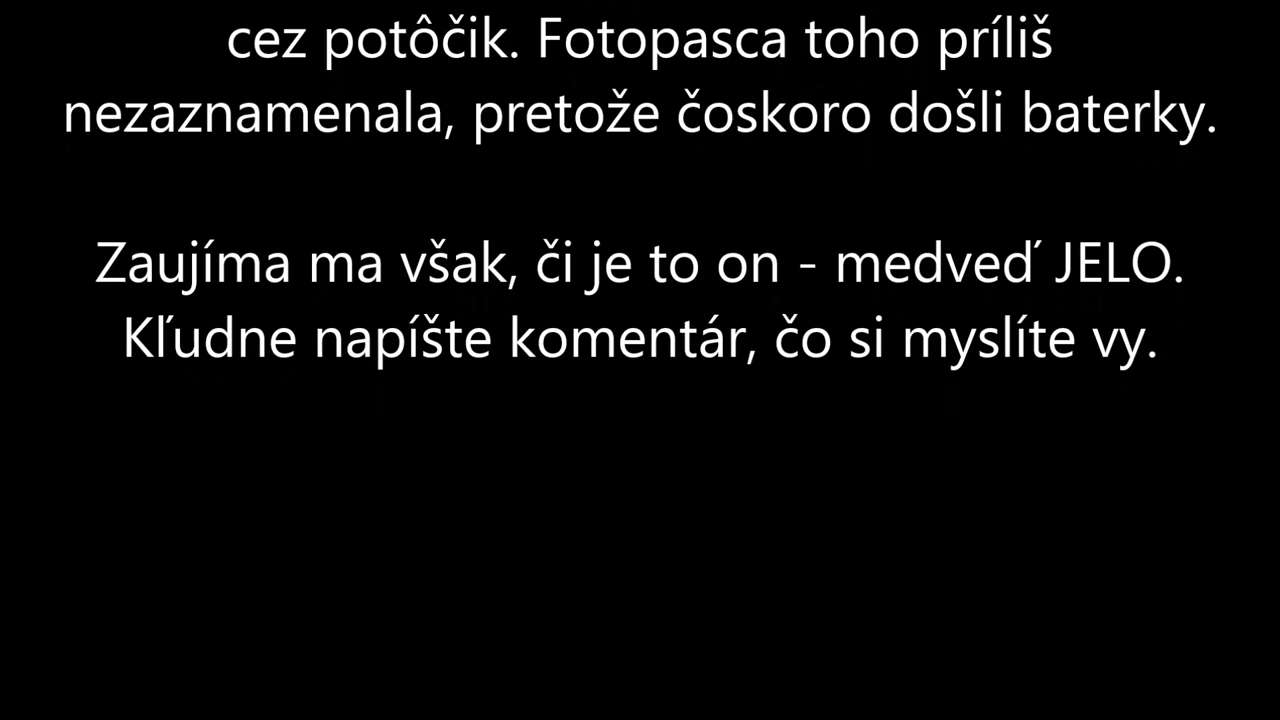 cez potôčik. Fotopasca toho príliš
nezaznamenala, pretože čoskoro došli baterky.
Zaujíma ma však, či je to on - medveď JELO.
Kľudne napíšte komentár, čo si myslíte vy.